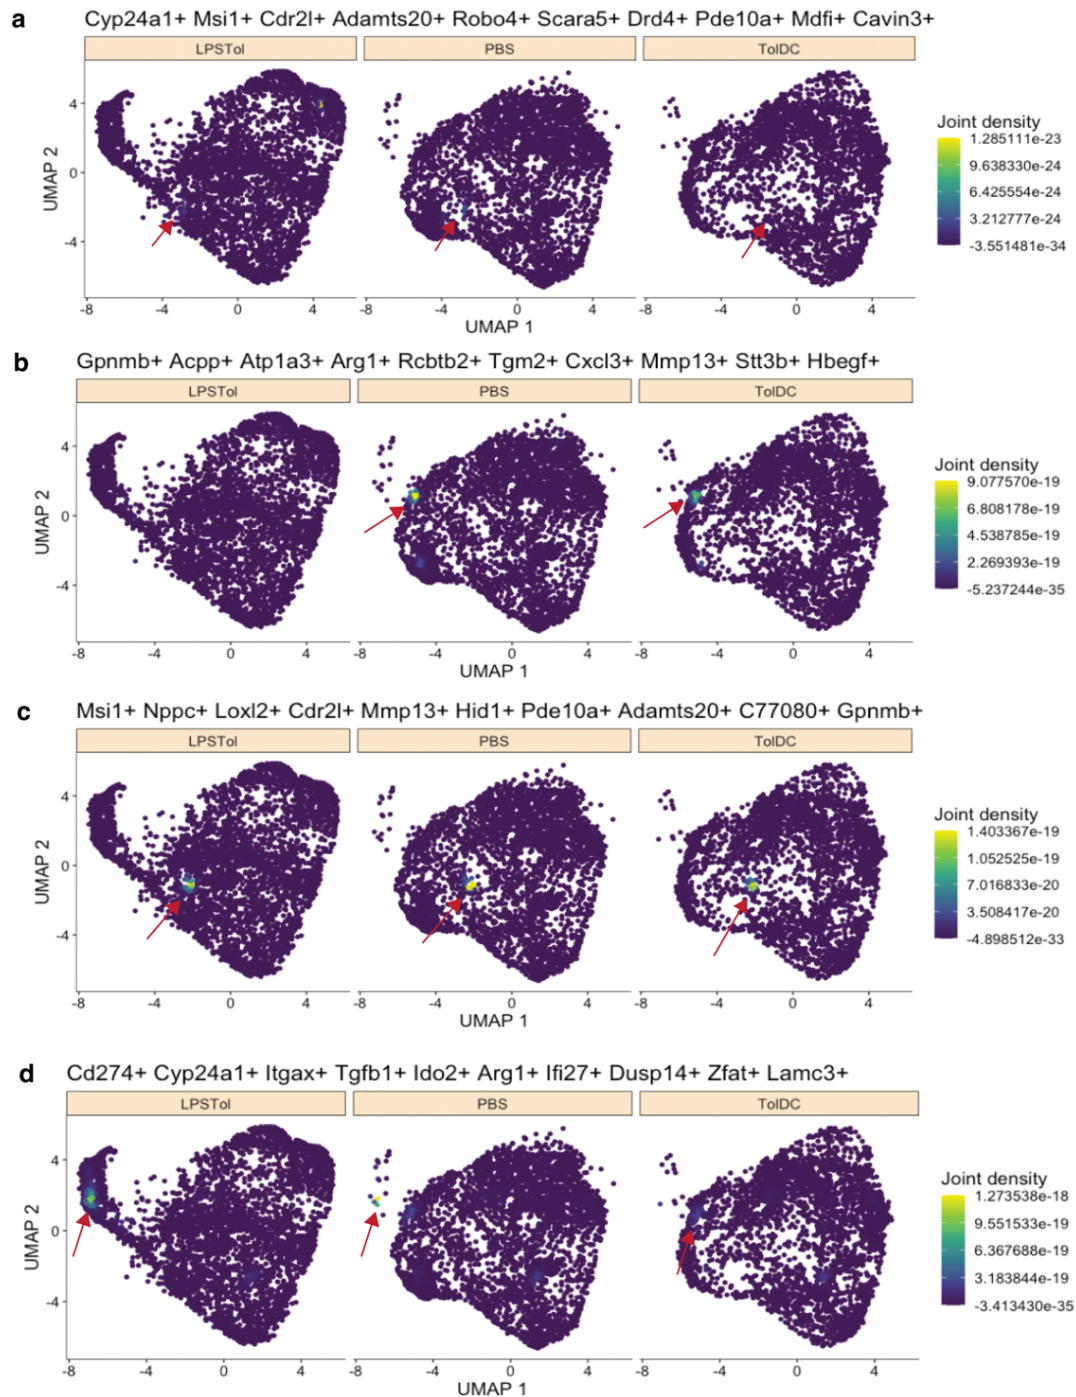 a
Cyp24a1+ Msi1+ Cdr2l+ Adamts20+ Robo4+ Scara5+ Drd4+ Pde10a+ Mdfi+ Cavin3+
LPSTol PBS TolDC
UMAP 2
4
0
-4
-8 -4 0 4 -8 -4 0 4 -8 -4 0 4
UMAP 1
Joint density
1.285111e-23
9.638330e-24
6.425554e-24
3.212777e-24
-3.551481e-34
b
Gpnmb+ Acpp+ Atp1a3+ Arg1+ Rcbtb2+ Tgm2+ Cxcl3+ Mmp13+ Stt3b+ Hbegf+
LPSTol PBS TolDC
UMAP 2
4
0
-4
-8 -4 0 4 -8 -4 0 4 -8 -4 0 4
UMAP 1
Joint density
9.077570e-19
6.808178e-19
4.538785e-19
2.269393e-19
-5.237244e-35
c
Msi1+ Nppc+ Loxl2+ Cdr2l+ Mmp13+ Hid1+ Pde10a+ Adamts20+ C77080+ Gpnmb+
LPSTol PBS TolDC
UMAP 2
4
0
-4
-8 -4 0 4 -8 -4 0 4 -8 -4 0 4
UMAP 1
Joint density
1.403367e-19
1.052525e-19
7.016833e-20
3.508417e-20
-4.898512e-33
d
Cd274+ Cyp24a1+ Itgax+ Tgfb1+ Ido2+ Arg1+ Ifi27+ Dusp14+ Zfat+ Lamc3+
LPSTol PBS TolDC
UMAP 2
4
0
-4
-8 -4 0 4 -8 -4 0 4 -8 -4 0 4
UMAP 1
Joint density
1.273538e-18
9.551533e-19
6.367688e-19
3.183844e-19
-3.413430e-35